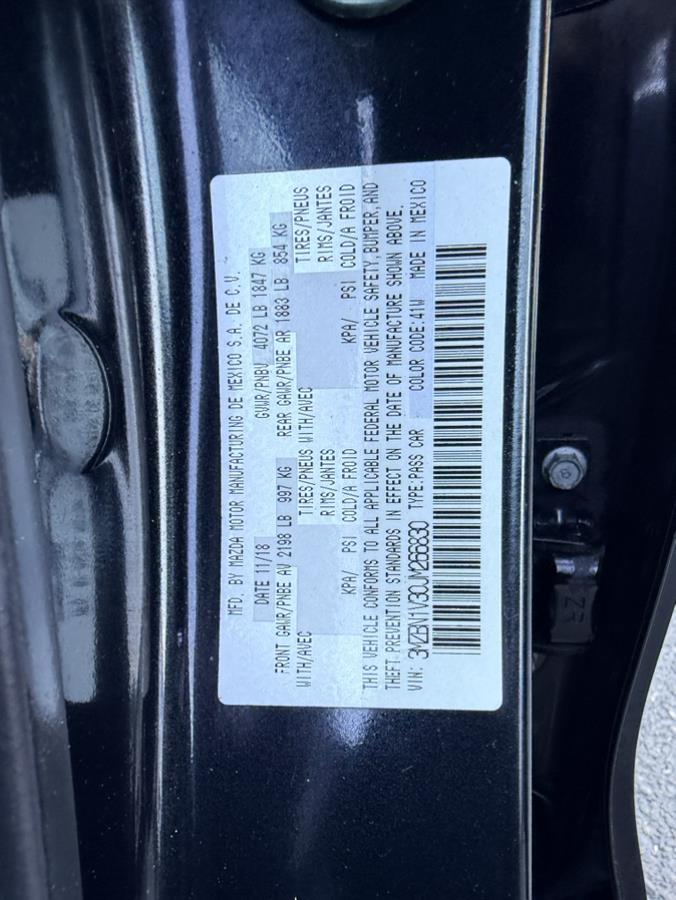 MFD. BY MAZDA MOTOR MANUFACTURING DE MEXICO S.A. DE C.V.
DATE 11/18 GVWR/PNBV 4072 LB 1847 KG
FRONT GAWR/PNBE AV 2198 LB 997 KG REAR GAWR/PNBE AR 1883 LB 854 KG
WITH/AVEC TIRES/PNEUS WITH/AVEC TIRES/PNEUS
RIMS/JANTES RIMS/JANTES
KPA/ PSI COLD/A FROID KPA/ PSI COLD/A FROID
THIS VEHICLE CONFORMS TO ALL APPLICABLE FEDERAL MOTOR VEHICLE SAFETY, BUMPER, AND
THEFT PREVENTION STANDARDS IN EFFECT ON THE DATE OF MANUFACTURE SHOWN ABOVE.
VIN: 3MZBN1V30JM266830 TYPE:PASS CAR COLOR CODE:41W MADE IN MEXICO
ZR